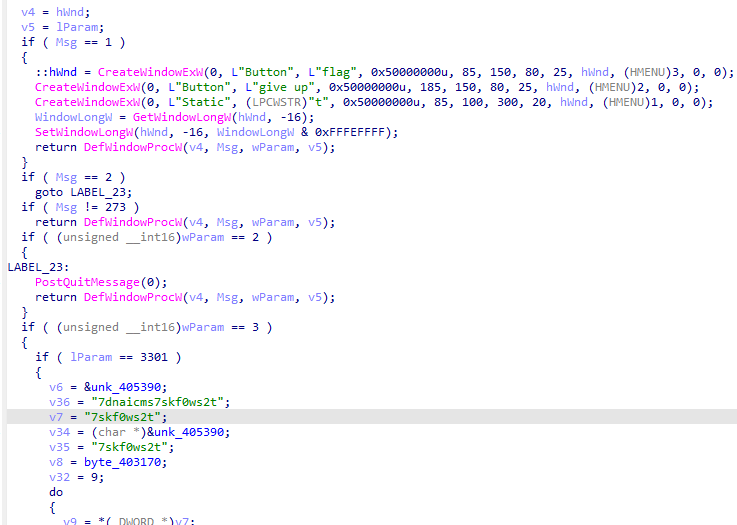 v4 = hWnd;
v5 = lParam;
if ( Msg == 1 )
{
::hWnd = CreateWindowExW(0, L"Button", L"flag", 0x50000000u, 85, 150, 80, 25, hWnd, (HMENU)3, 0, 0);
CreateWindowExW(0, L"Button", L"give up", 0x50000000u, 185, 150, 80, 25, hWnd, (HMENU)2, 0, 0);
CreateWindowExW(0, L"Static", (LPCWSTR)"t", 0x50000000u, 85, 100, 300, 20, hWnd, (HMENU)1, 0, 0);
WindowLongW = GetWindowLongW(hWnd, -16);
SetWindowLongW(hWnd, -16, WindowLongW & 0xFFFEFFFF);
return DefWindowProcW(v4, Msg, wParam, v5);
}
if ( Msg == 2 )
goto LABEL_23;
if ( Msg != 273 )
return DefWindowProcW(v4, Msg, wParam, v5);
if ( (unsigned __int16)wParam == 2 )
{
LABEL_23:
PostQuitMessage(0);
return DefWindowProcW(v4, Msg, wParam, v5);
}
if ( (unsigned __int16)wParam == 3 )
{
if ( lParam == 3301 )
{
v6 = &unk_405390;
v36 = "7dnaicms7skf0ws2t";
v7 = "7skf0ws2t";
v34 = (char *)&unk_405390;
v35 = "7skf0ws2t";
v8 = byte_403170;
v32 = 9;
do
{
v9 = *(_DWORD *)v7;